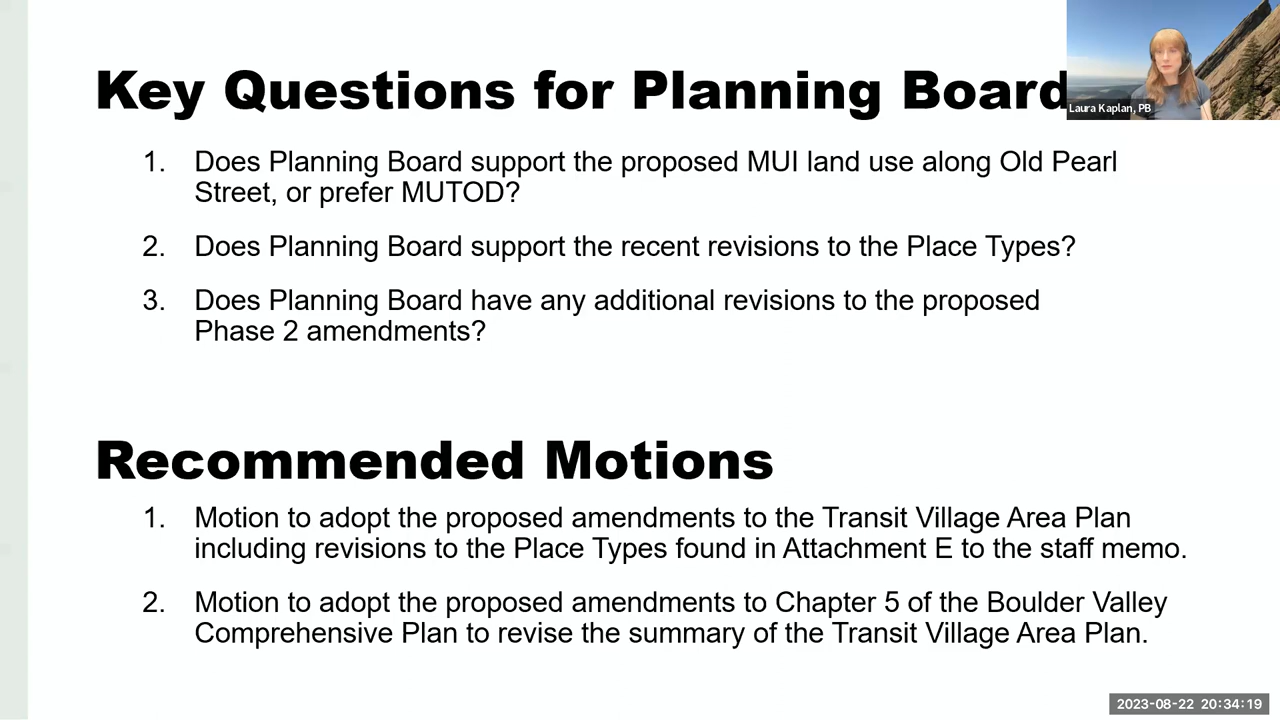 Key Questions for Planning Board
Laura Kaplan, PB
1. Does Planning Board support the proposed MUI land use along Old Pearl
Street, or prefer MUTOD?
2. Does Planning Board support the recent revisions to the Place Types?
3. Does Planning Board have any additional revisions to the proposed
Phase 2 amendments?
Recommended Motions
1. Motion to adopt the proposed amendments to the Transit Village Area Plan
including revisions to the Place Types found in Attachment E to the staff memo.
2. Motion to adopt the proposed amendments to Chapter 5 of the Boulder Valley
Comprehensive Plan to revise the summary of the Transit Village Area Plan.
2023-08-22 20:34:19